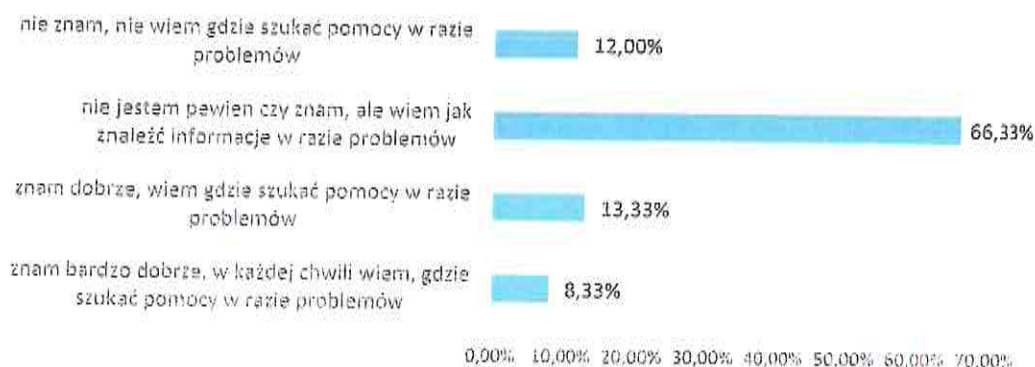 nie znam, nie wiem gdzie szukać pomocy w razie
problemów
12,00%
nie jestem pewien czy znam, ale wiem jak
znaleźć informacje w razie problemów
66,33%
znam dobrze, wiem gdzie szukać pomocy w razie
problemów
13,33%
znam bardzo dobrze, w każdej chwili wiem, gdzie
szukać pomocy w razie problemów
8,33%
0,00% 10,00% 20,00% 30,00% 40,00% 50,00% 60,00% 70,00%